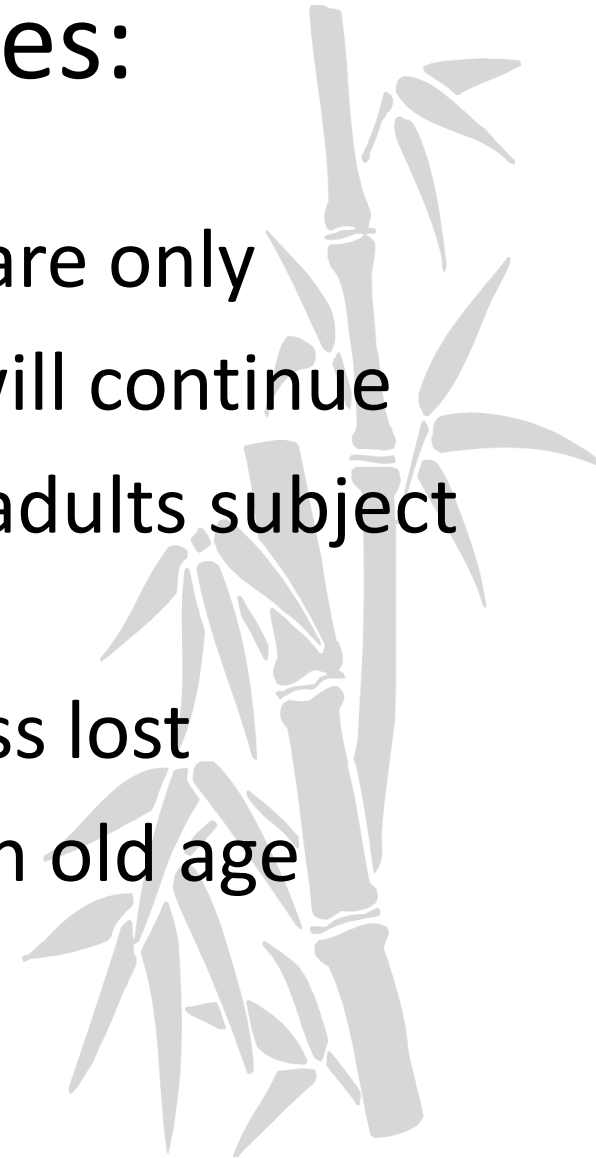 es:
are only
will continue
adults subject
ss lost
n old age